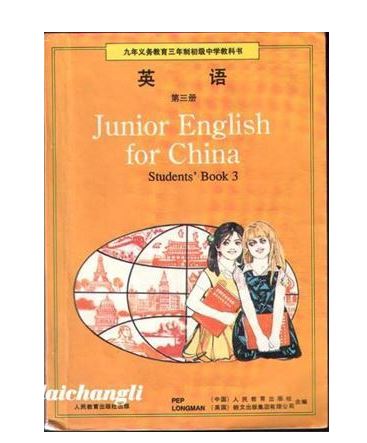 九年义务教育三年制初级中学教科书
英 语
第三册
Junior English
for China
Students' Book 3
laichangli
人民教育出版社出版
PEP （中国）人民教育出版社
LONGMAN （英国）朗文出版集团有限公司 合编